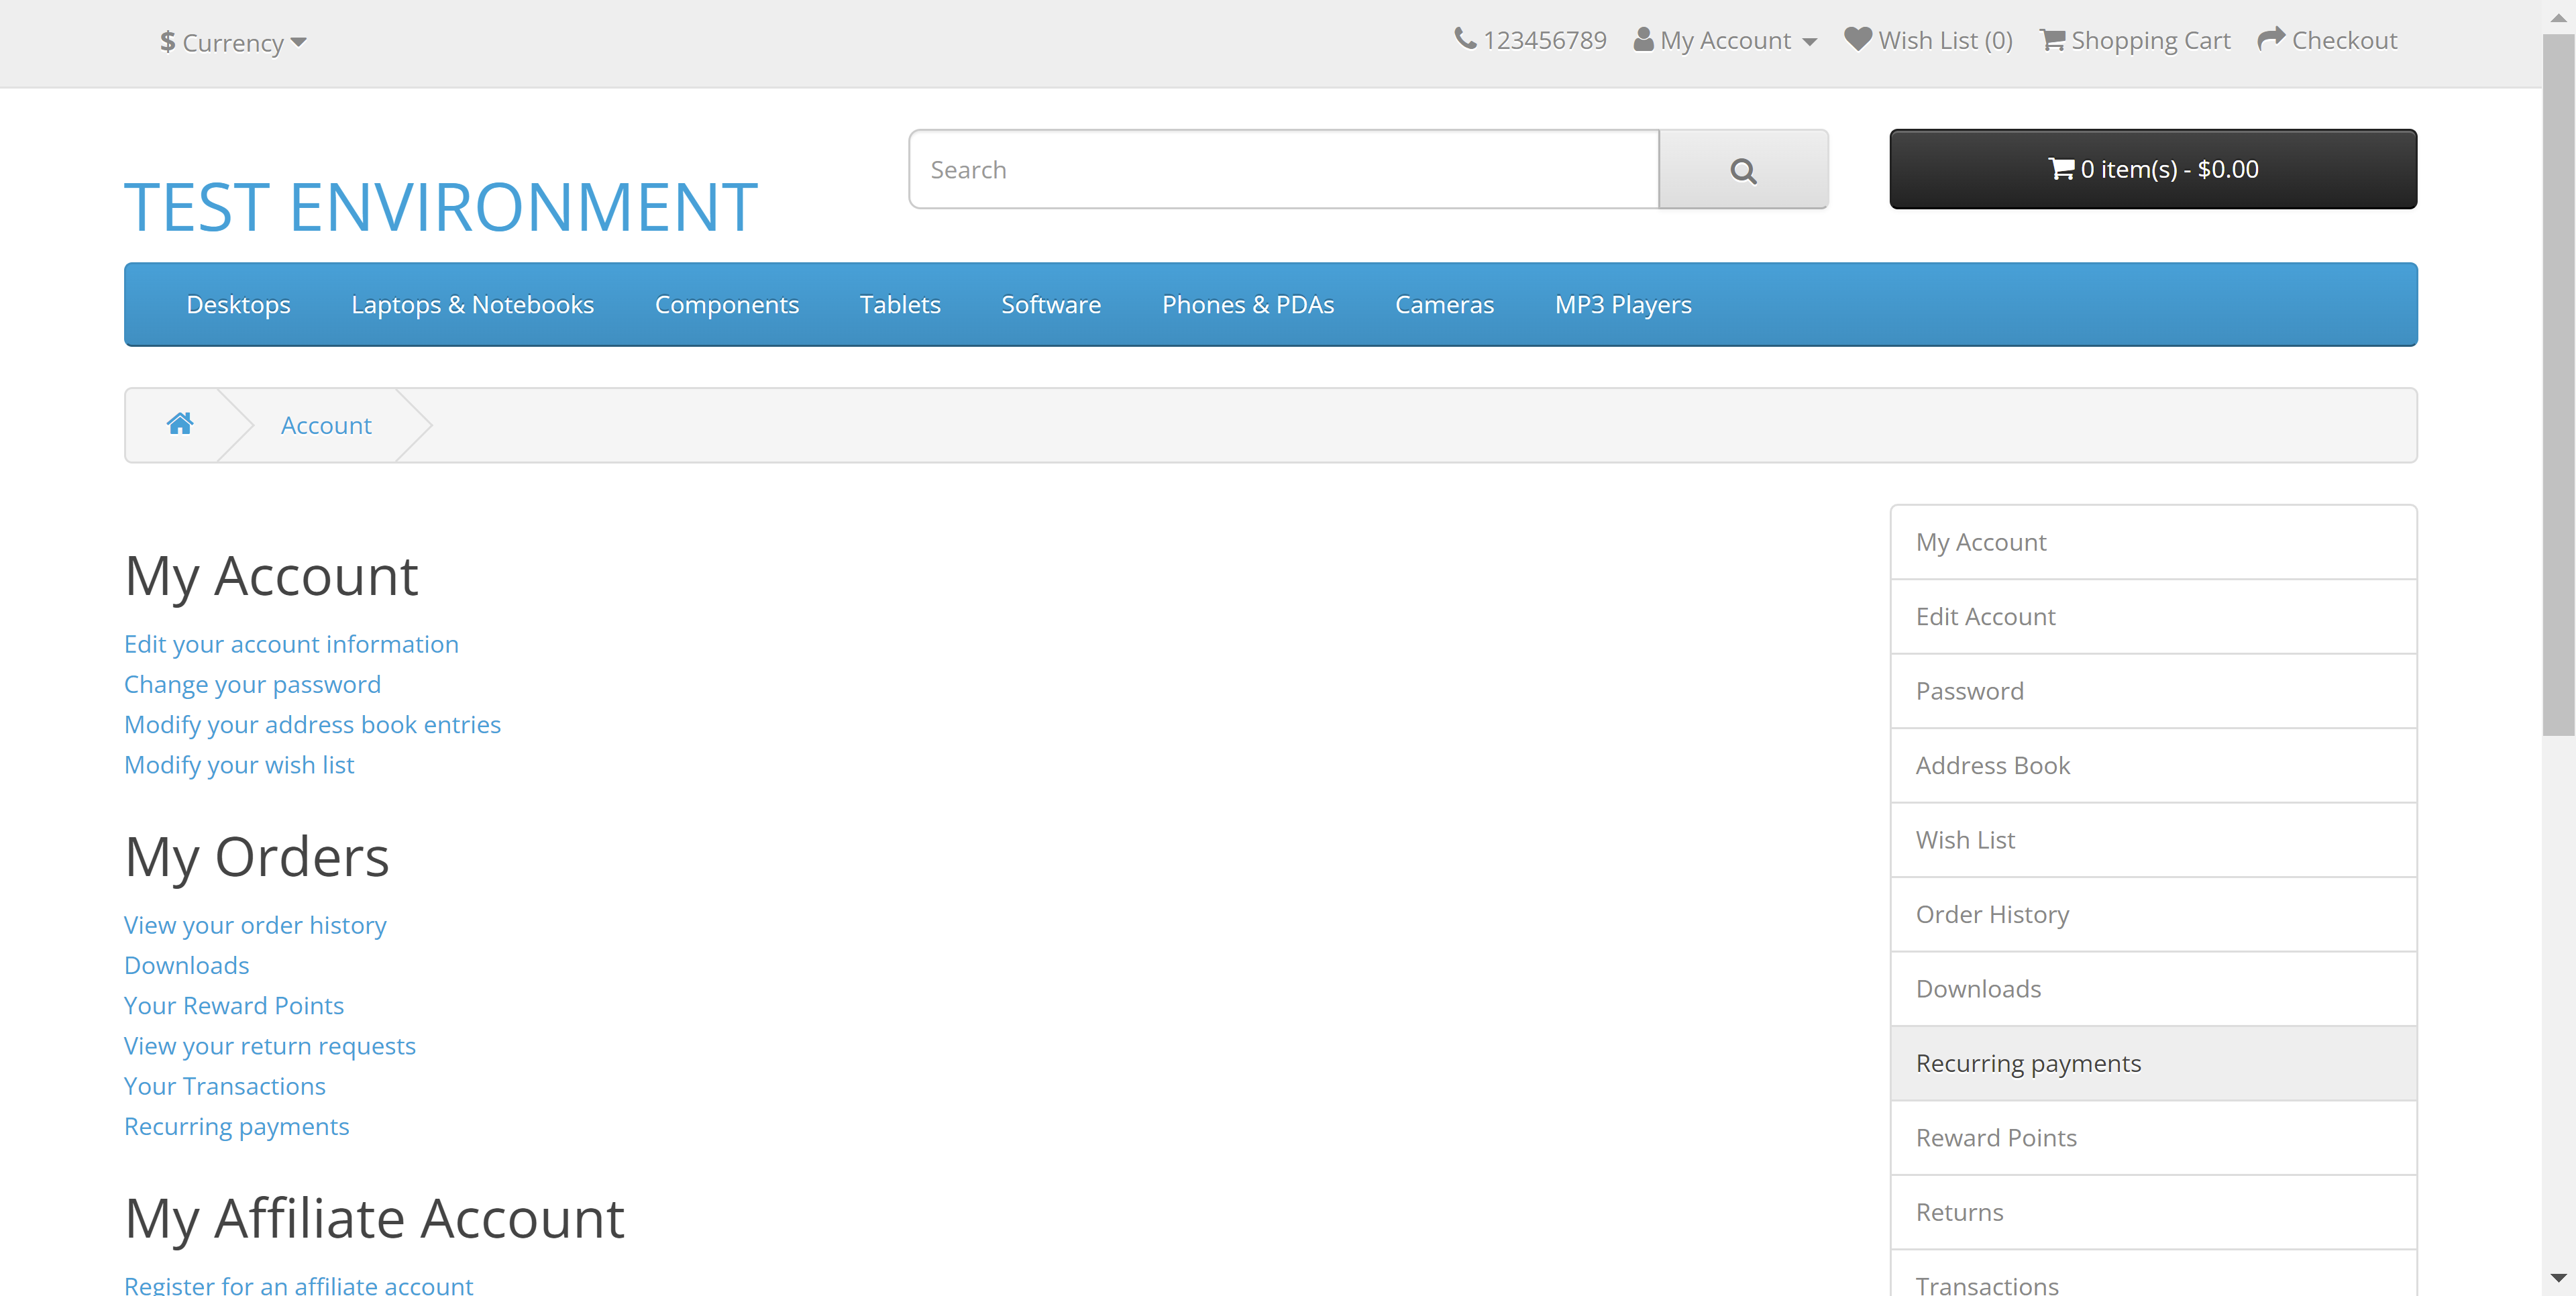 $ Currency
123456789 My Account Wish List (0) Shopping Cart Checkout
TEST ENVIRONMENT
Search
0 item(s) - $0.00
Desktops Laptops & Notebooks Components Tablets Software Phones & PDAs Cameras MP3 Players
Account
My Account
Edit your account information
Change your password
Modify your address book entries
Modify your wish list
My Orders
View your order history
Downloads
Your Reward Points
View your return requests
Your Transactions
Recurring payments
My Affiliate Account
Register for an affiliate account
My Account
Edit Account
Password
Address Book
Wish List
Order History
Downloads
Recurring payments
Reward Points
Returns
Transactions